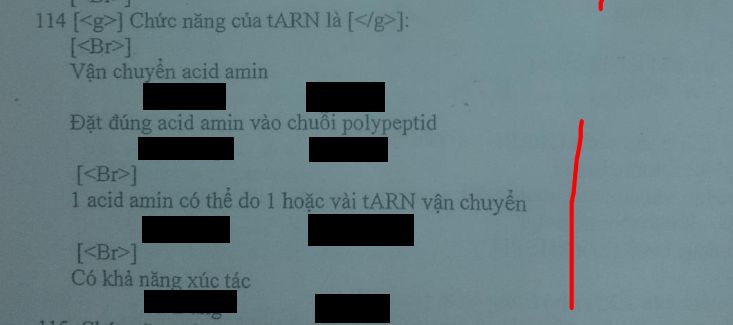 114 [<g>] Chức năng của tARN là [</g>]:
[<Br>]
Vận chuyển acid amin
Đặt đúng acid amin vào chuôi polypeptid
[<Br>]
1 acid amin có thể do 1 hoặc vài tARN vận chuyển
[<Br>]
Có khả năng xúc tác